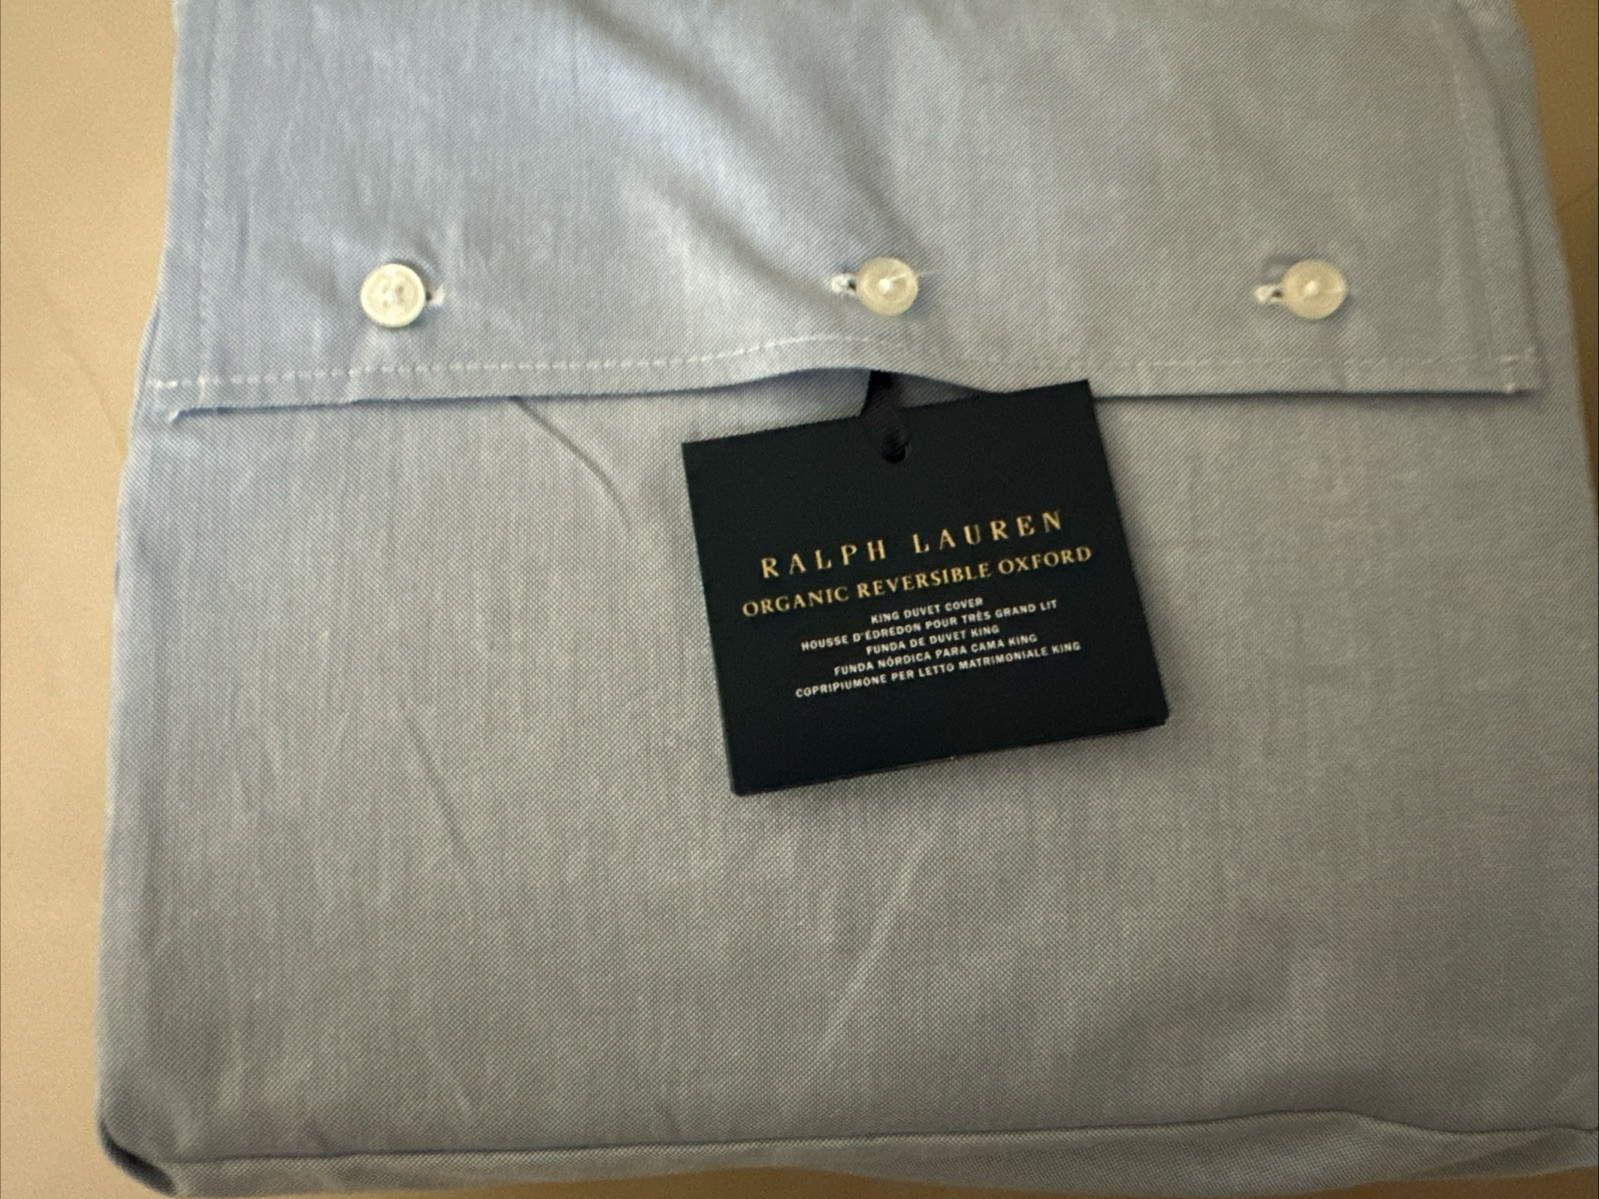 RALPH LAUREN
ORGANIC REVERSIBLE OXFORD
KING DUVET COVER
HOUSSE D'ÉDREDON POUR TRÈS GRAND LIT
FUNDA DE DUVET KING
FUNDA NÓRDICA PARA CAMA KING
COPRIPIUMONE PER LETTO MATRIMONIALE KING